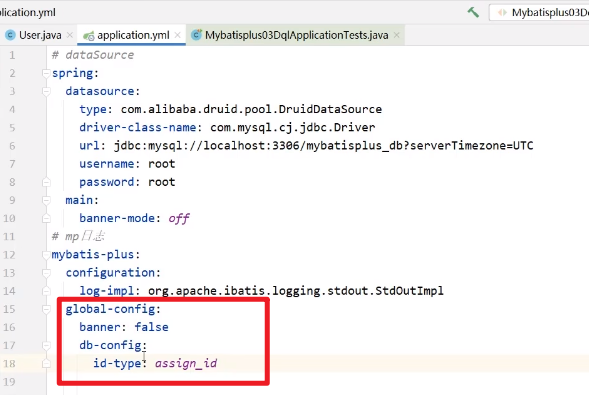 plication.yml
Mybatisplus03Dq
User.java
application.yml
Mybatisplus03DqlApplicationTests.java
1 # dataSource
2 spring:
3 datasource:
4 type: com.alibaba.druid.pool.DruidDataSource
5 driver-class-name: com.mysql.cj.jdbc.Driver
6 url: jdbc:mysql://localhost:3306/mybatisplus_db?serverTimezone=UTC
7 username: root
8 password: root
9 main:
10 banner-mode: off
11 # mp日志
12 mybatis-plus:
13 configuration:
14 log-impl: org.apache.ibatis.logging.stdout.StdOutImpl
15 global-config:
16 banner: false
17 db-config:
18 id-type: assign_id
19